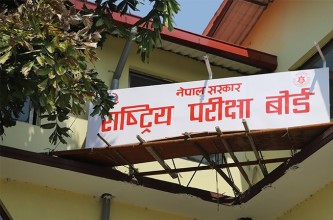 नेपाल सरकार
राष्ट्रिय परीक्षा बोर्ड